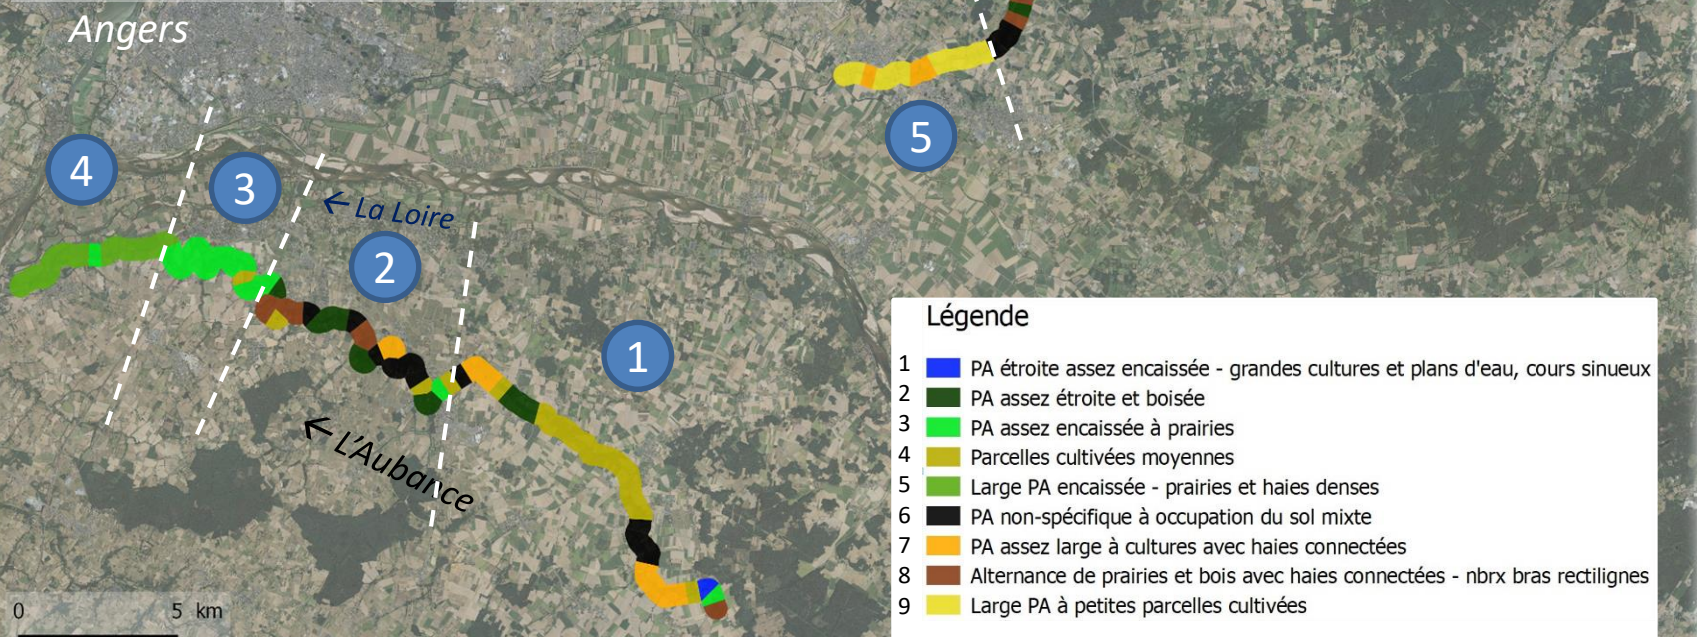 Angers
4
3
5
← La Loire
2
1
← L'Aubance
0 5 km
Légende
1 PA étroite assez encaissée - grandes cultures et plans d'eau, cours sinueux
2 PA assez étroite et boisée
3 PA assez encaissée à prairies
4 Parcelles cultivées moyennes
5 Large PA encaissée - prairies et haies denses
6 PA non-spécifique à occupation du sol mixte
7 PA assez large à cultures avec haies connectées
8 Alternance de prairies et bois avec haies connectées - nbrx bras rectilignes
9 Large PA à petites parcelles cultivées